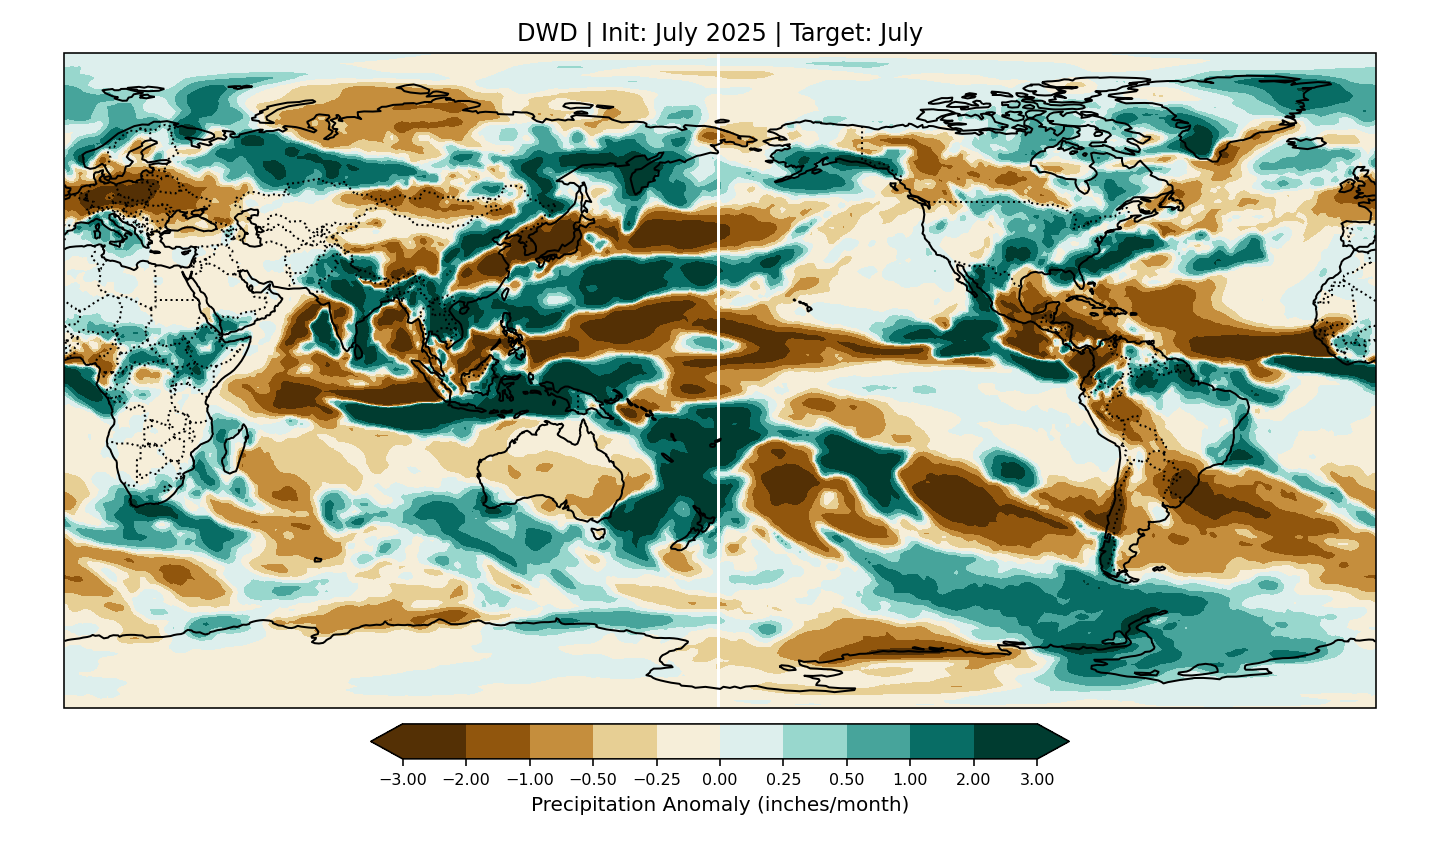 DWD | Init: July 2025 | Target: July
−3.00 −2.00 −1.00 −0.50 −0.25 0.00 0.25 0.50 1.00 2.00 3.00
Precipitation Anomaly (inches/month)